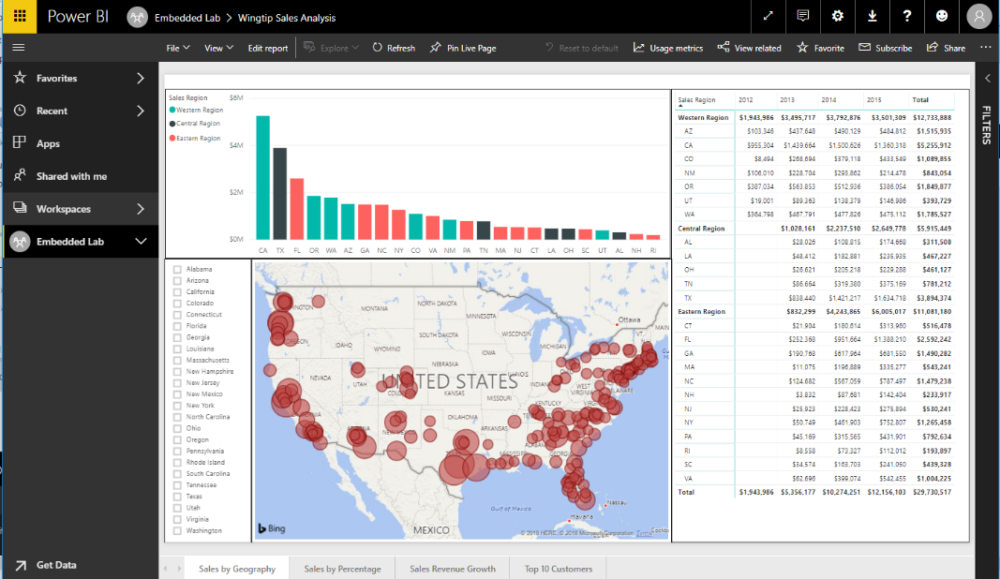 Power BI Embedded Lab > Wingtip Sales Analysis ?
File View Edit report Explore Refresh Pin Live Page Reset to default Usage metrics View related Favorite Subscribe Share ...
Favorites
Recent
Apps
Shared with me
Workspaces
Embedded Lab
Get Data
Sales Region
Western Region
Central Region
Eastern Region
$6M
$4M
$2M
$0M
CA TX FL OR WA AZ GA NC NY CO VA NM PA TN MA NJ CT LA OH SC UT AL NH RI
Alabama
Arizona
California
Colorado
Connecticut
Florida
Georgia
Louisiana
Massachusetts
New Hampshire
New Jersey
New Mexico
New York
North Carolina
Ohio
Oregon
Pennsylvania
Rhode Island
South Carolina
Tennessee
Texas
Utah
Virginia
Washington
MONTANA
NORTH DAKOTA
MINNESOTA
Ottawa
SOUTH DAKOTA
WISCONSIN
MICHIGAN
IDAHO
WYOMING
IOWA
NEBRASKA
NEVADA
UTAH
UNITED STATES
KANSAS
MISSOURI
WEST
KENTUCKY
OKLAHOMA
ARKANSAS
Gulf of Mexico
Nassau
Havana
MEXICO
Bing
© 2018 HERE, © 2018 Microsoft Corporation Terms
Sales Region 2012 2013 2014 2015 Total
Western Region $1,943,986 $3,495,717 $3,792,876 $3,501,309 $12,733,888
AZ $103,346 $437,648 $490,129 $484,812 $1,515,935
CA $955,304 $1,439,664 $1,500,626 $1,360,318 $5,255,912
CO $8,494 $268,694 $379,118 $433,549 $1,089,855
NM $106,010 $228,704 $293,862 $214,478 $843,054
OR $387,034 $563,853 $512,936 $386,054 $1,849,877
UT $19,001 $89,363 $138,379 $146,986 $393,729
WA $364,798 $467,791 $477,826 $475,112 $1,785,527
Central Region $1,028,161 $2,237,510 $2,649,778 $5,915,449
AL $28,026 $108,815 $174,668 $311,508
LA $48,412 $182,881 $235,935 $467,227
OH $26,621 $205,218 $229,288 $461,127
TN $86,664 $319,380 $375,169 $781,212
TX $838,440 $1,421,217 $1,634,718 $3,894,374
Eastern Region $832,299 $4,243,865 $6,005,017 $11,081,180
CT $21,904 $180,614 $313,960 $516,478
FL $252,368 $951,664 $1,388,210 $2,592,242
GA $190,768 $617,964 $681,550 $1,490,282
MA $11,075 $196,889 $335,277 $543,241
NC $124,682 $567,059 $787,497 $1,479,238
NH $3,832 $87,681 $142,404 $233,917
NJ $25,923 $228,423 $275,894 $530,241
NY $50,749 $461,903 $752,807 $1,265,458
PA $45,169 $315,565 $431,901 $792,634
RI $8,558 $73,327 $112,012 $193,897
SC $34,574 $163,703 $241,050 $439,328
VA $62,696 $399,074 $542,455 $1,004,225
Total $1,943,986 $5,356,177 $10,274,251 $12,156,103 $29,730,517
FILTERS
Sales by Geography Sales by Percentage Sales Revenue Growth Top 10 Customers